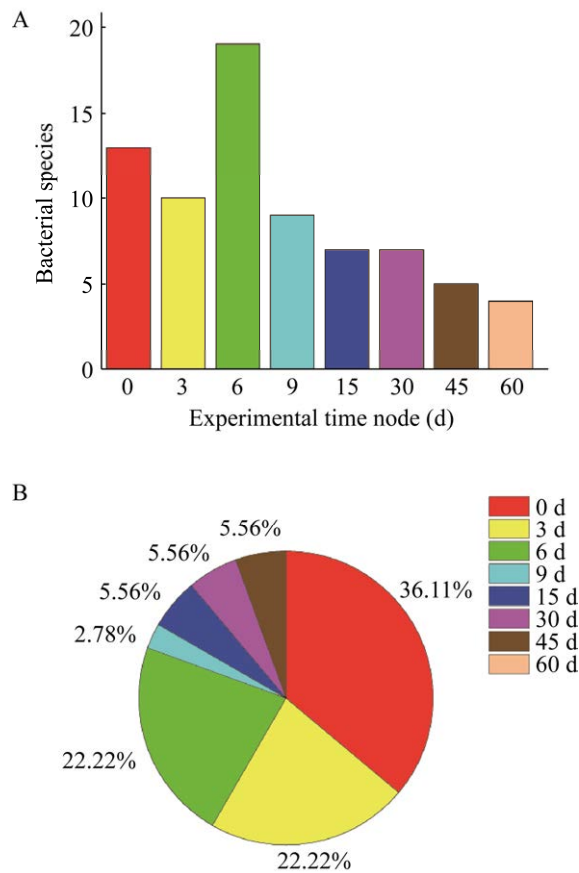 A
20
15
10
5
0
Bacterial species
0 3 6 9 15 30 45 60
Experimental time node (d)
B
5.56%
5.56%
5.56%
2.78%
22.22%
22.22%
36.11%
0 d
3 d
6 d
9 d
15 d
30 d
45 d
60 d